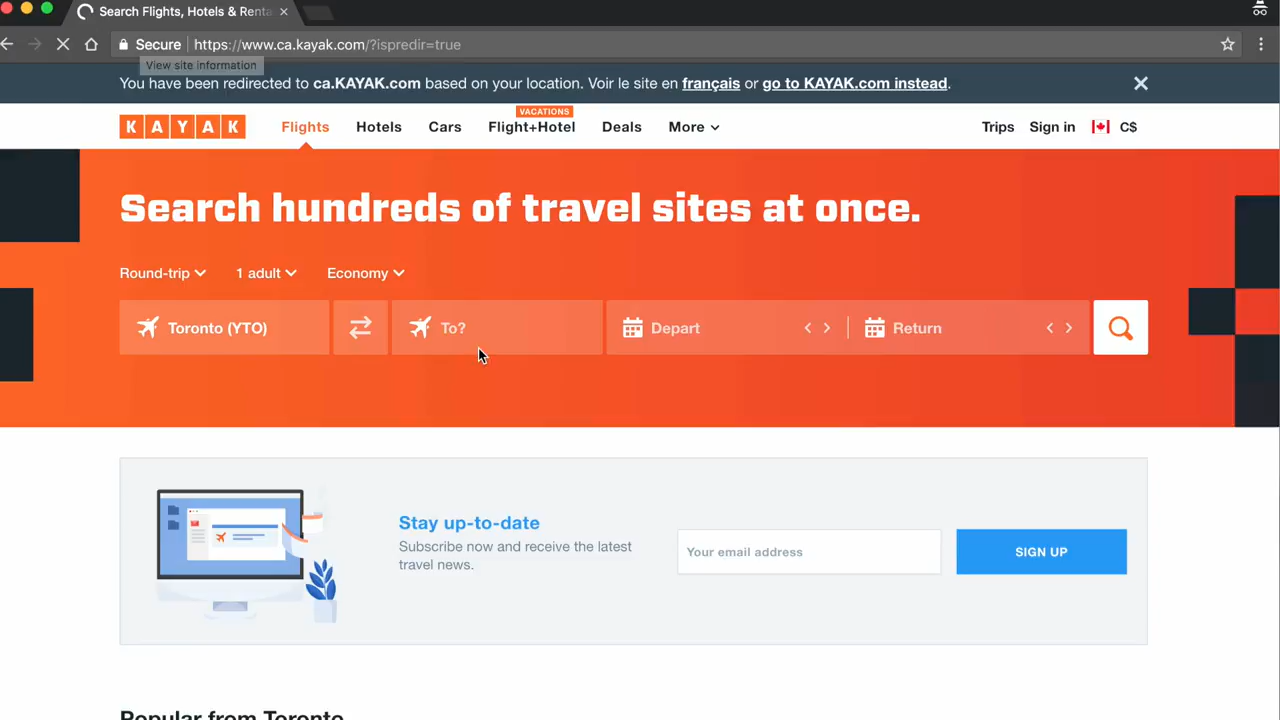 Search Flights, Hotels & Renta
Secure https://www.ca.kayak.com/?ispredir=true
View site information
You have been redirected to ca.KAYAK.com based on your location. Voir le site en français or go to KAYAK.com instead.
VACATIONS
KAYAK Flights Hotels Cars Flight+Hotel Deals More Trips Sign in C$
Search hundreds of travel sites at once.
Round-trip 1 adult Economy
Toronto (YTO) To? Depart Return
Stay up-to-date
Subscribe now and receive the latest
travel news.
Your email address SIGN UP
Popular from Toronto